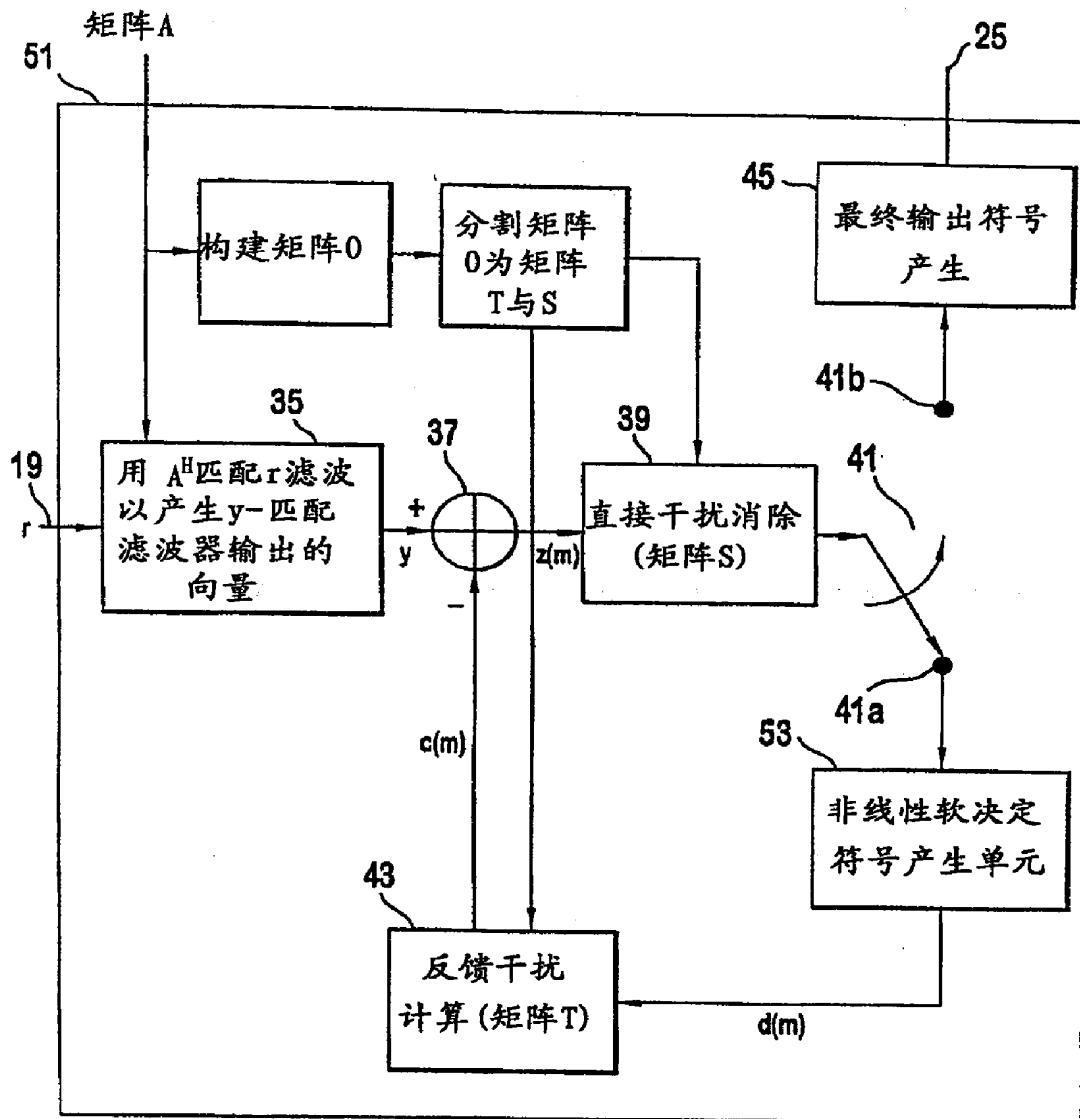 矩阵A
51
25
45
最终输出符号
产生
构建矩阵O
分割矩阵
O为矩阵
T与S
41b
35
37
39
41
19
r
用 Aᴴ匹配r滤波
以产生y-匹配
滤波器输出的
向量
+
y
−
z(m)
直接干扰消除
(矩阵S)
41a
c(m)
53
非线性软决定
符号产生单元
43
反馈干扰
计算(矩阵T)
d(m)